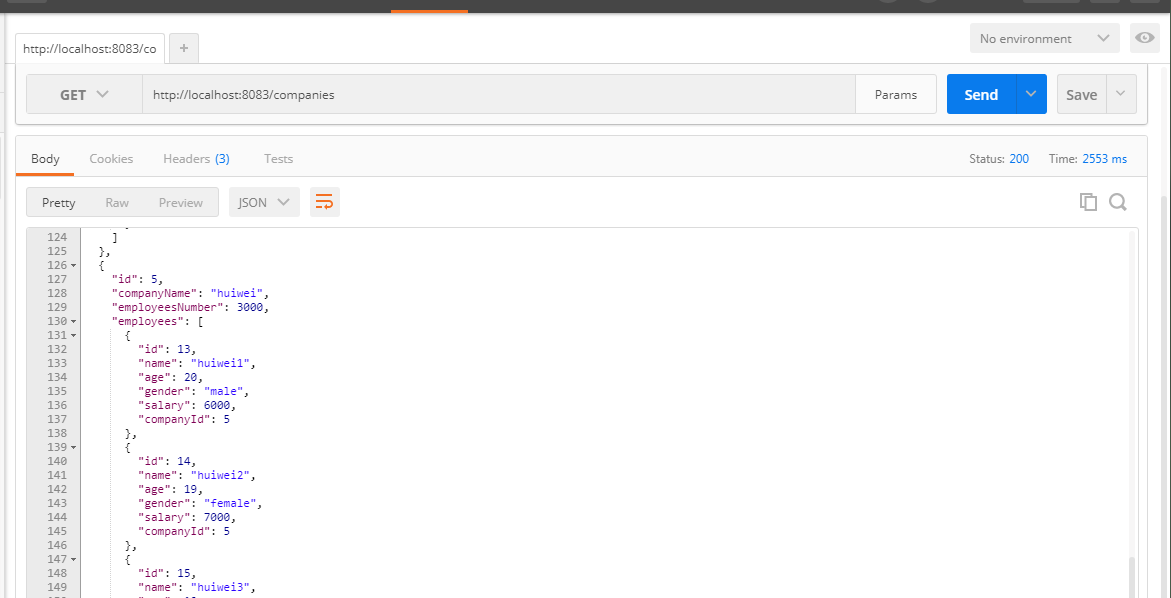 http://localhost:8083/co
+
No environment
GET
http://localhost:8083/companies
Params
Send
Save
Body
Cookies
Headers (3)
Tests
Status: 200
Time: 2553 ms
Pretty
Raw
Preview
JSON
124 ]
125 },
126 {
127 "id": 5,
128 "companyName": "huiwei",
129 "employeesNumber": 3000,
130 "employees": [
131 {
132 "id": 13,
133 "name": "huiwei1",
134 "age": 20,
135 "gender": "male",
136 "salary": 6000,
137 "companyId": 5
138 },
139 {
140 "id": 14,
141 "name": "huiwei2",
142 "age": 19,
143 "gender": "female",
144 "salary": 7000,
145 "companyId": 5
146 },
147 {
148 "id": 15,
149 "name": "huiwei3",